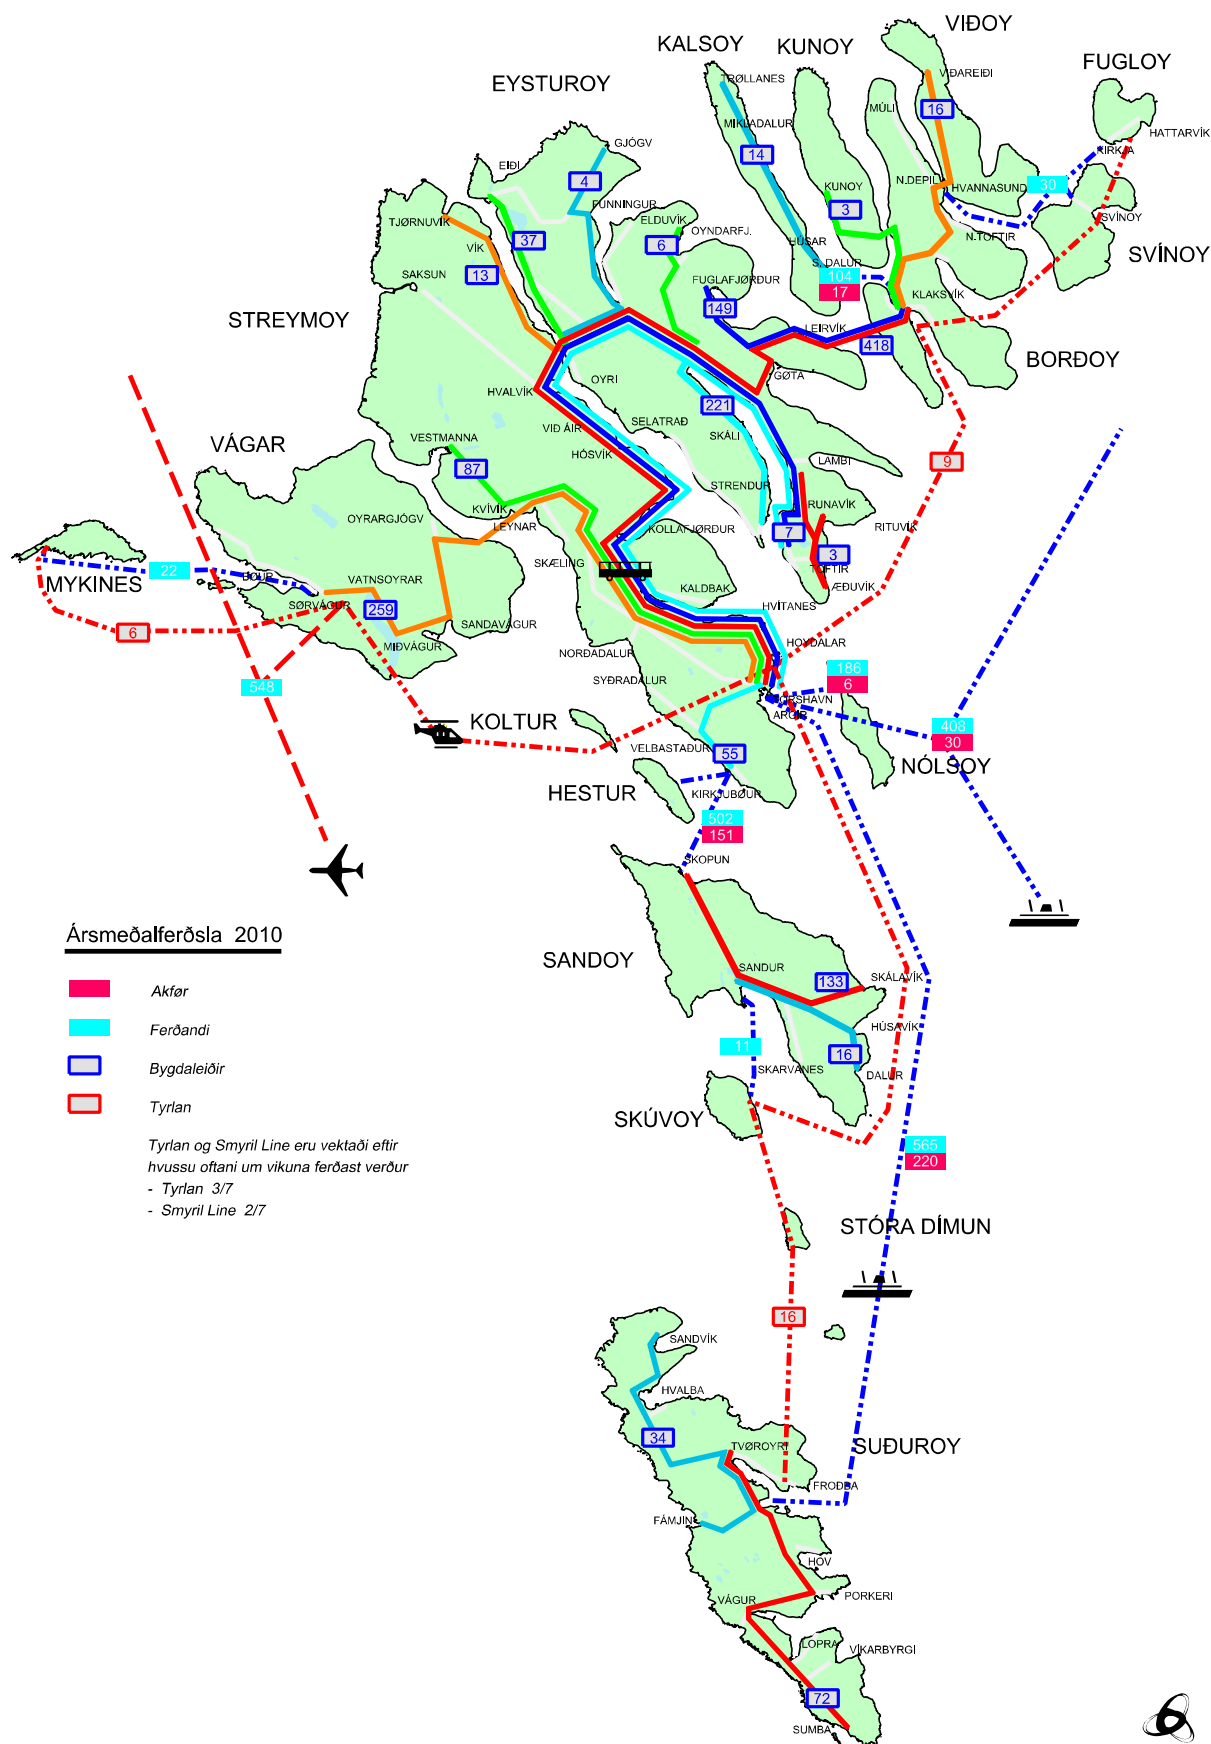 VIÐOY
KALSOY
KUNOY
FUGLOY
EYSTUROY
TRØLLANES
VIÐAREIÐI
MÚLI
16
HATTARVÍK
MIKLADALUR
GJÓGV
KIRKJA
14
EIÐI
4
N.DEPIL
HVANNASUND
30
KUNOY
FUNNINGUR
3
SVÍNOY
TJØRNUVÍK
ELDUVÍK
OYNDARFJ.
N.TOFTIR
SVÍNOY
VÍK
37
6
HÚSAR
S. DALUR
SAKSUN
13
FUGLAFJØRÐUR
104
17
149
KLAKSVÍK
STREYMOY
LEIRVÍK
418
BORÐOY
OYRI
GØTA
HVALVÍK
221
SELATRAÐ
VIÐ ÁIR
SKÁLI
VÁGAR
VESTMANNA
HÓSVÍK
LAMBI
9
87
STRENDUR
RUNAVÍK
KVÍVÍK
OYRARGJÓGV
LEYNAR
KOLLAFJØRÐUR
7
RITUVÍK
3
SKÆLING
TOFTIR
MYKINES
22
BØUR
VATNSOYRAR
KALDBAK
ÆÐUVÍK
SØRVÁGUR
259
HVÍTANES
6
SANDAVÁGUR
MIÐVÁGUR
NORÐADALUR
HOYDALAR
548
SYÐRADALUR
186
6
TÓRSHAVN
ARGIR
KOLTUR
408
30
VELBASTAÐUR
55
NÓLSOY
HESTUR
KIRKJUBØUR
502
151
SKOPUN
Ársmeðalferðsla 2010
SANDOY
SANDUR
133
SKÁLAVÍK
Akfør
Ferðandi
HÚSAVÍK
11
16
Bygdaleiðir
SKARVANES
DALUR
Tyrlan
SKÚVOY
Tyrlan og Smyril Line eru vektaði eftir
hvussu oftani um vikuna ferðast verður
- Tyrlan 3/7
- Smyril Line 2/7
565
220
STÓRA DÍMUN
16
SANDVÍK
HVALBA
34
TVØROYRI
SUÐUROY
FROÐBA
FÁMJIN
HOV
VÁGUR
PORKERI
LOPRA
VÍKARBYRGI
72
SUMBA